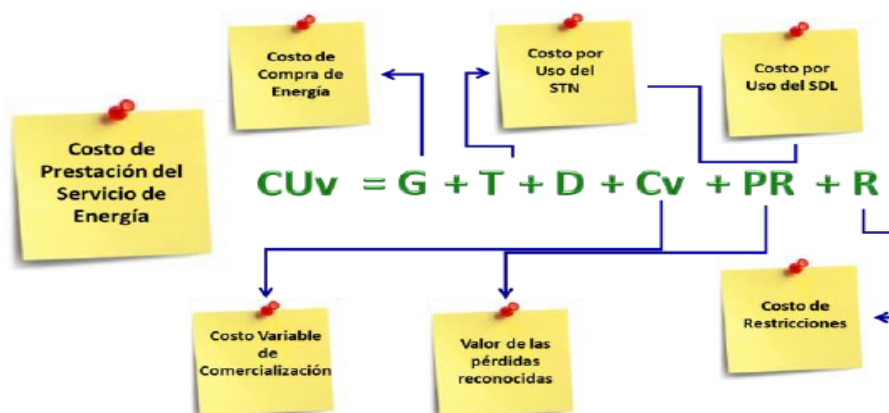 Costo de
Compra de
Energía
Costo por
Uso del
STN
Costo por
Uso del SDL
Costo de
Prestación del
Servicio de
Energía
CUv = G + T + D + Cv + PR + R
Costo Variable
de
Comercialización
Valor de las
pérdidas
reconocidas
Costo de
Restricciones